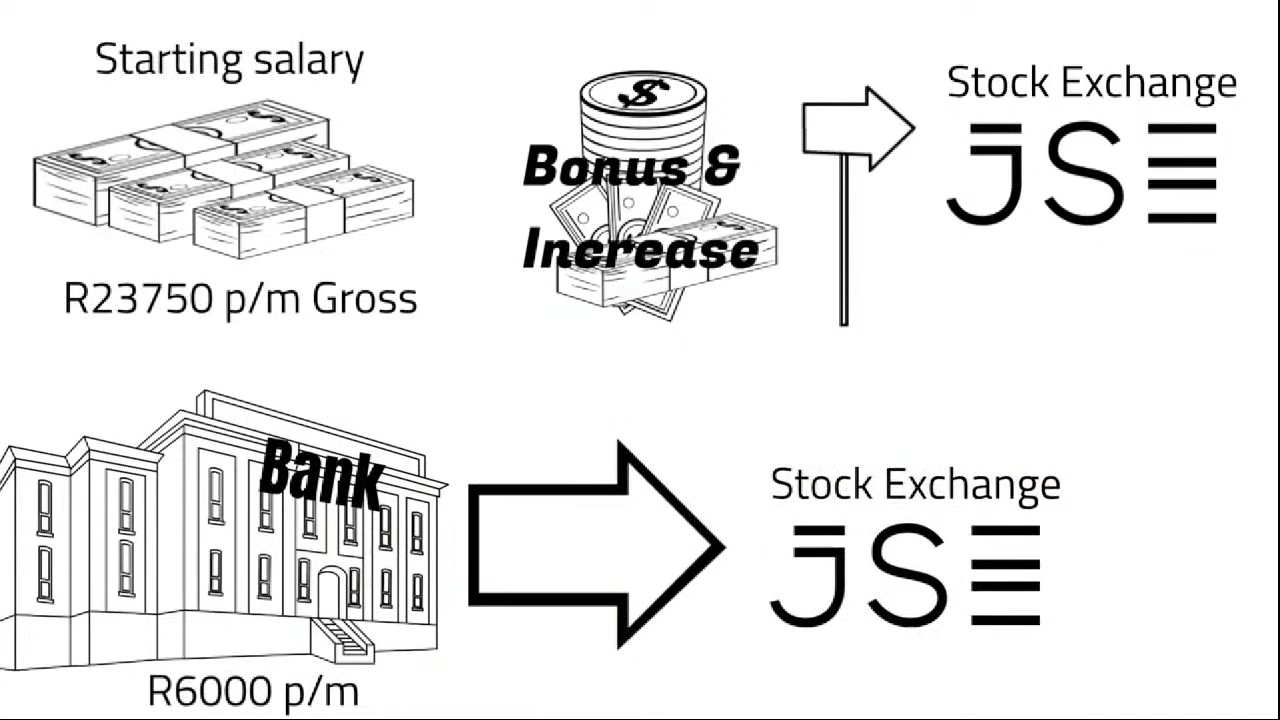 Starting salary
R23750 p/m Gross
Bonus &
Increase
Stock Exchange
JSE
Bank
R6000 p/m
Stock Exchange
JSE